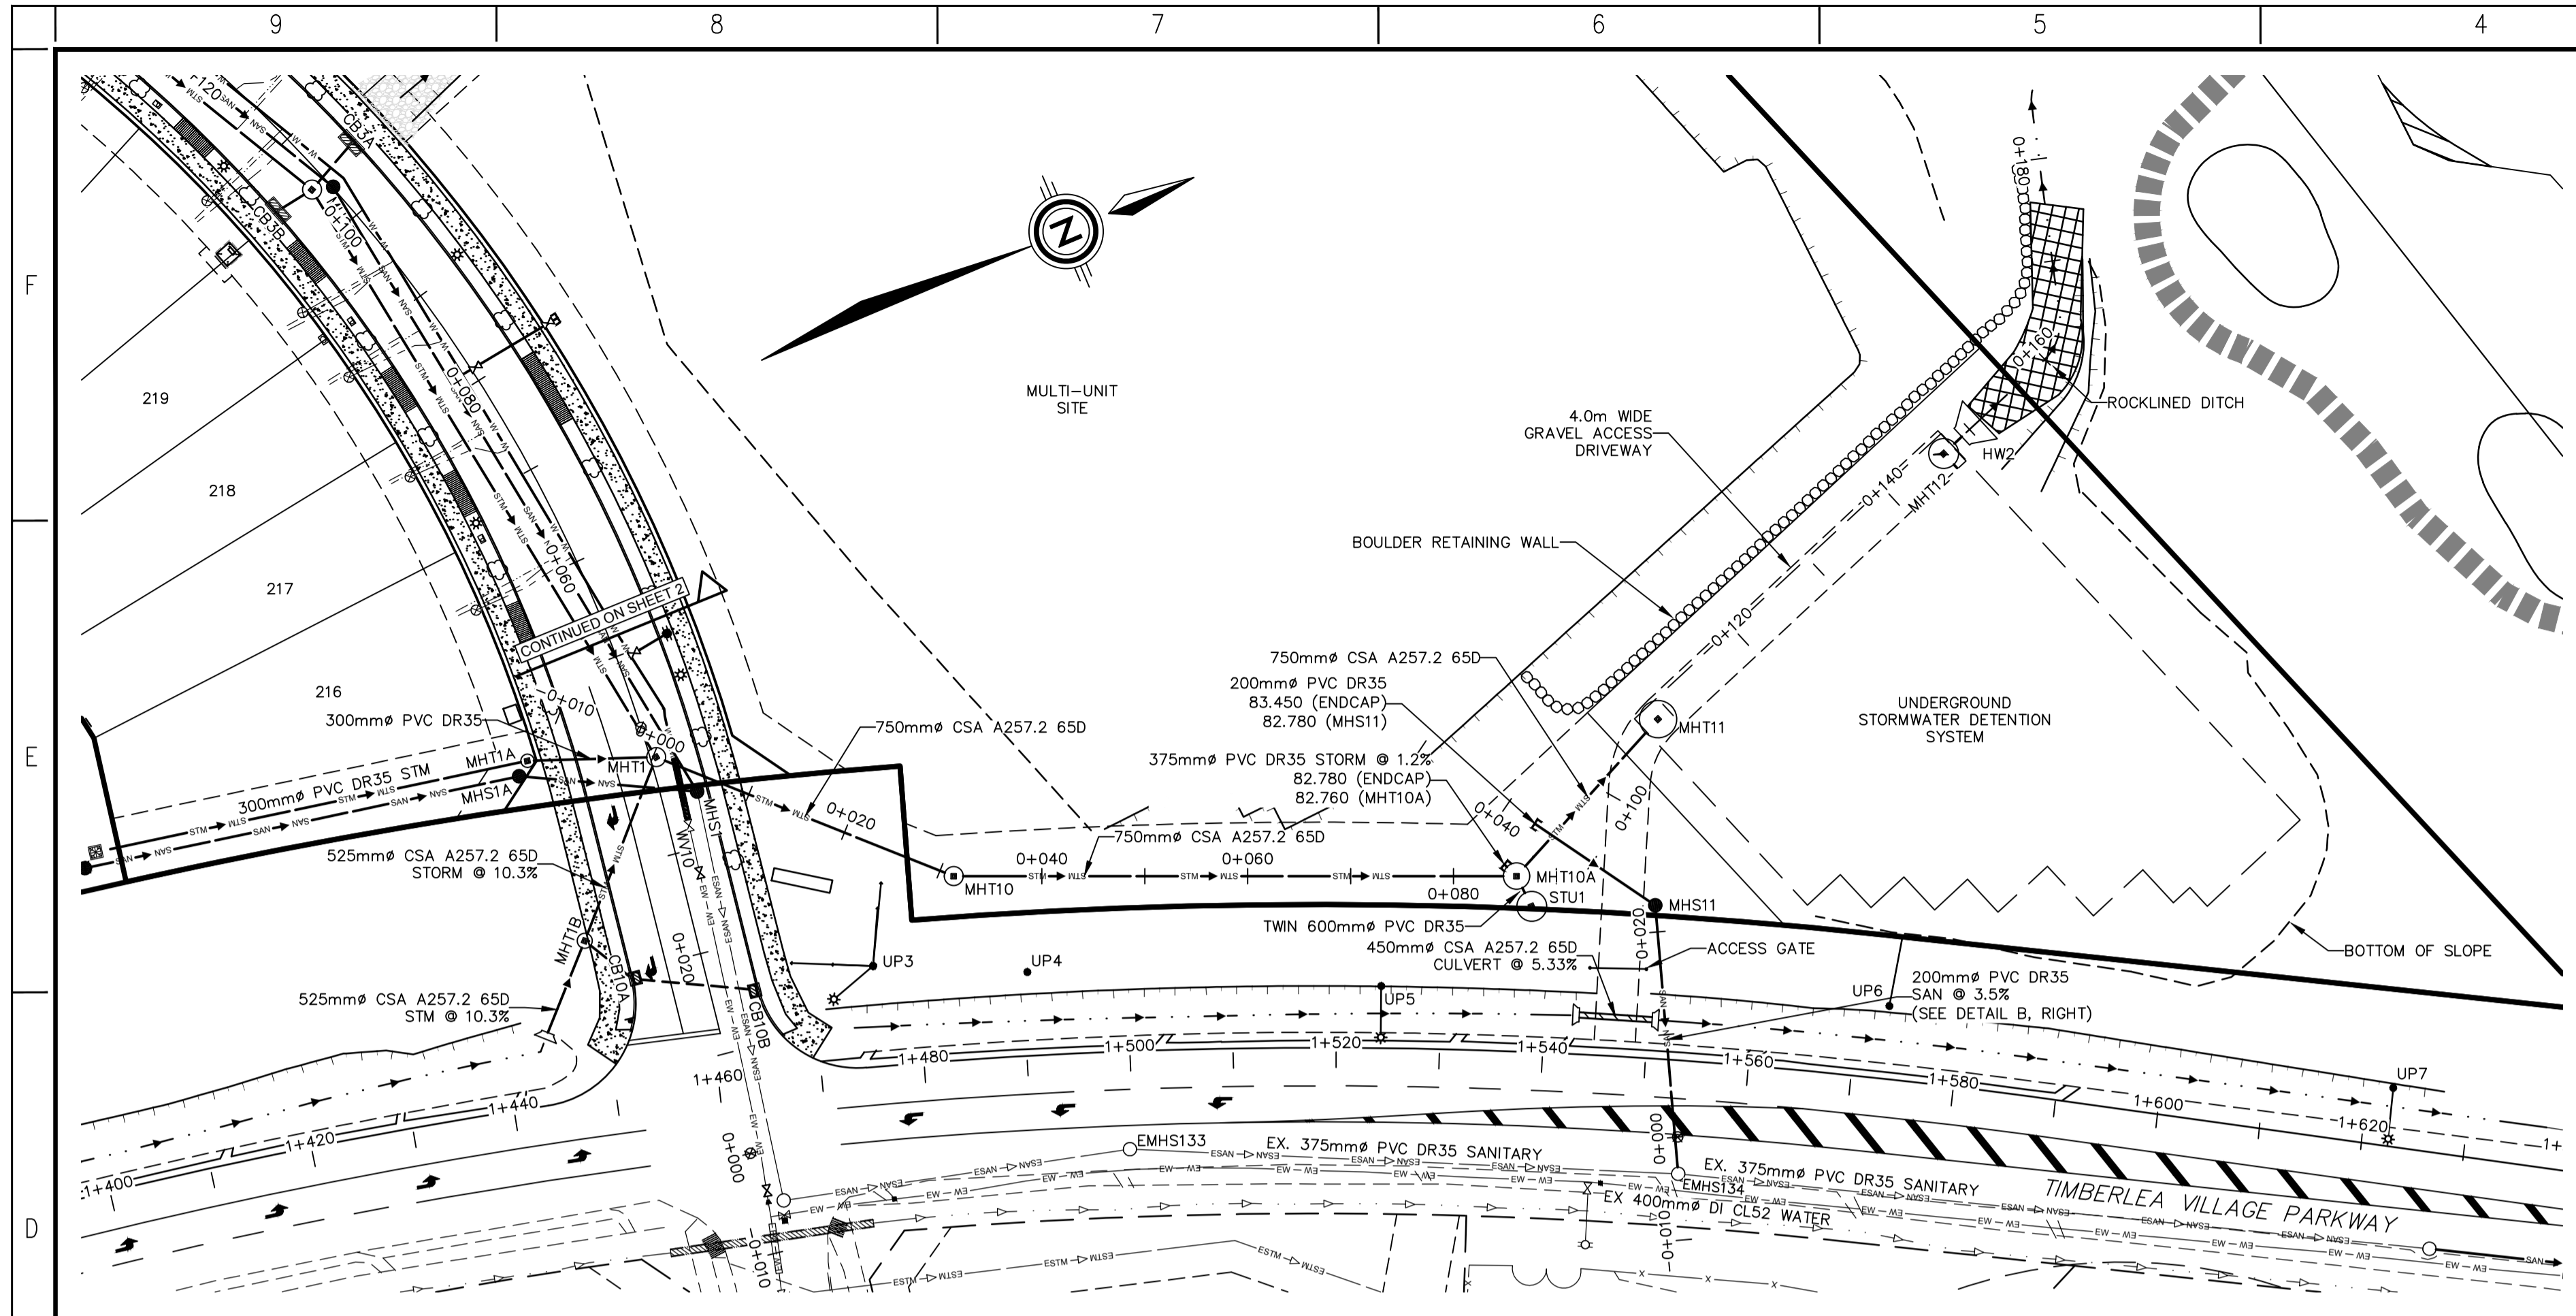 9
8
7
6
5
4
F
E
D
F120
CB3A
CB3B
0+100
0+080
0+060
219
218
217
216
CONTINUED ON SHEET 2
N
MULTI-UNIT
SITE
0+180
0+160
ROCKLINED DITCH
HW2
MHT12
0+140
4.0m WIDE
GRAVEL ACCESS
DRIVEWAY
BOULDER RETAINING WALL
0+120
750mmø CSA A257.2 65D
200mmø PVC DR35
83.450 (ENDCAP)
82.780 (MHS11)
375mmø PVC DR35 STORM @ 1.2%
82.780 (ENDCAP)
82.760 (MHT10A)
MHT11
UNDERGROUND
STORMWATER DETENTION
SYSTEM
0+010
300mmø PVC DR35
0+000
MHT1A
MHT1
750mmø CSA A257.2 65D
300mmø PVC DR35 STM
MHS1A
MHS1
WV10
0+020
0+040
0+100
750mmø CSA A257.2 65D
0+040
0+060
0+080
MHT10
MHT10A
STU1
MHS11
TWIN 600mmø PVC DR35
525mmø CSA A257.2 65D
STORM @ 10.3%
MHT1B
CB10A
0+020
CB10B
525mmø CSA A257.2 65D
STM @ 10.3%
UP3
UP4
450mmø CSA A257.2 65D
CULVERT @ 5.33%
0+020
ACCESS GATE
BOTTOM OF SLOPE
UP5
UP6
200mmø PVC DR35
SAN @ 3.5%
(SEE DETAIL B, RIGHT)
UP7
1+400
1+420
1+440
1+460
1+480
1+500
1+520
1+540
1+560
1+580
1+600
1+620
1+
0+000
0+010
0+000
0+010
EMHS133
EX. 375mmø PVC DR35 SANITARY
EMHS134
EX. 375mmø PVC DR35 SANITARY
EX 400mmø DI CL52 WATER
TIMBERLEA VILLAGE PARKWAY
STM
SAN
W
ESAN
EW
ESTM